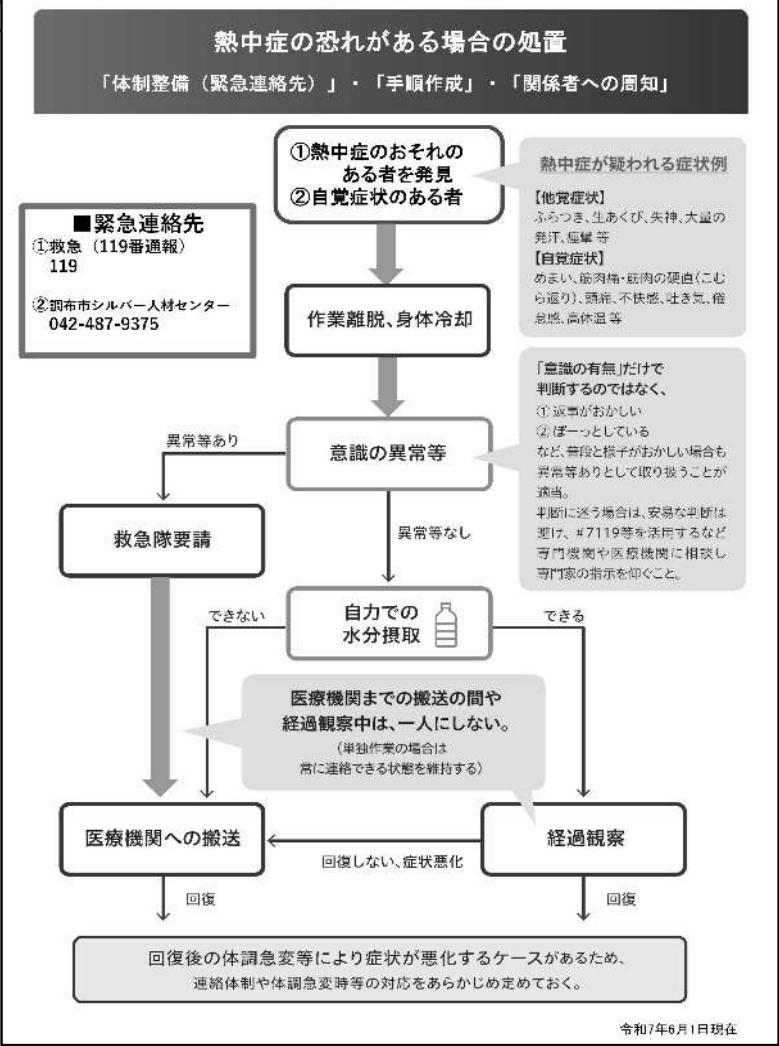 熱中症の恐れがある場合の処置
「体制整備（緊急連絡先）」・「手順作成」・「関係者への周知」
①熱中症のおそれの
ある者を発見
②自覚症状のある者
熱中症が疑われる症状例
【他覚症状】
ふらつき、生あくび、失神、大量の
発汗、痙攣 等
【自覚症状】
めまい、筋肉痛・筋肉の硬直（こむ
ら返り）、頭痛、不快感、吐き気、倦
怠感、高体温 等
■緊急連絡先
①救急（119番通報）
119
②調布市シルバー人材センター
042-487-9375
作業離脱、身体冷却
「意識の有無」だけで
判断するのではなく、
①返事がおかしい
②ぼーっとしている
など、普段と様子がおかしい場合も
異常等ありとして取り扱うことが
適当。
判断に迷う場合は、安易な判断は
避け、#7119等を活用するなど
専門機関や医療機関に相談し
専門家の指示を仰ぐこと。
意識の異常等
異常等あり
救急隊要請
異常等なし
自力での
水分摂取
できない
できる
医療機関までの搬送の間や
経過観察中は、一人にしない。
（単独作業の場合は
常に連絡できる状態を維持する）
医療機関への搬送
経過観察
回復しない、症状悪化
回復
回復
回復後の体調急変等により症状が悪化するケースがあるため、
連絡体制や体調急変時等の対応をあらかじめ定めておく。
令和7年6月1日現在